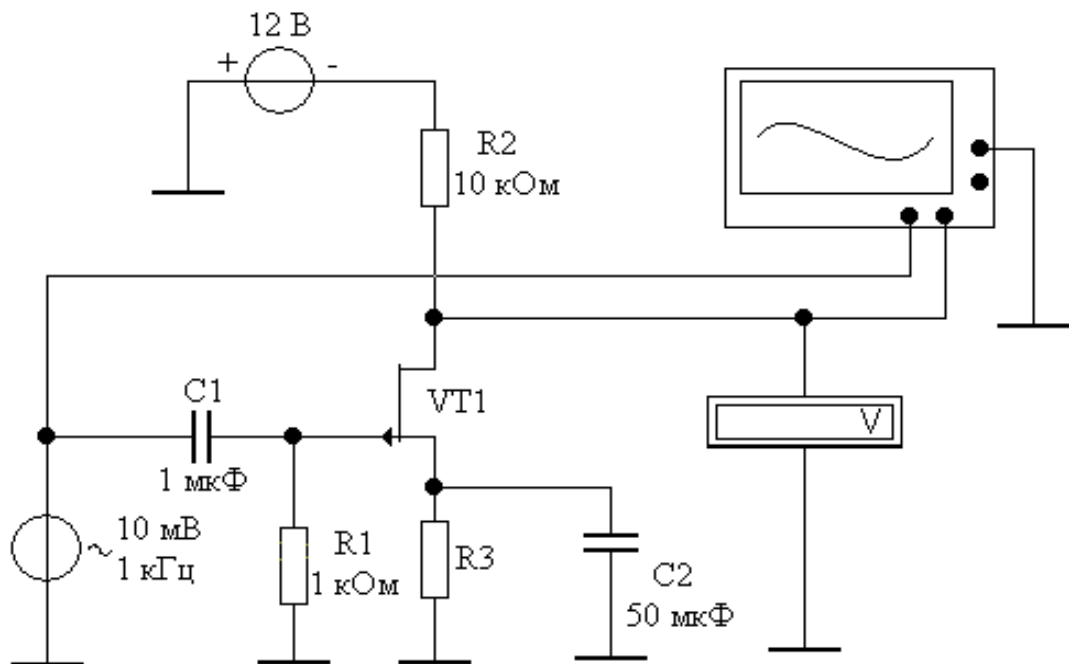 12 В
+ -
R2
10 кОм
C1
VT1
V
1 мкФ
10 мВ
~
1 кГц
R1
1 кОм
R3
C2
50 мкФ